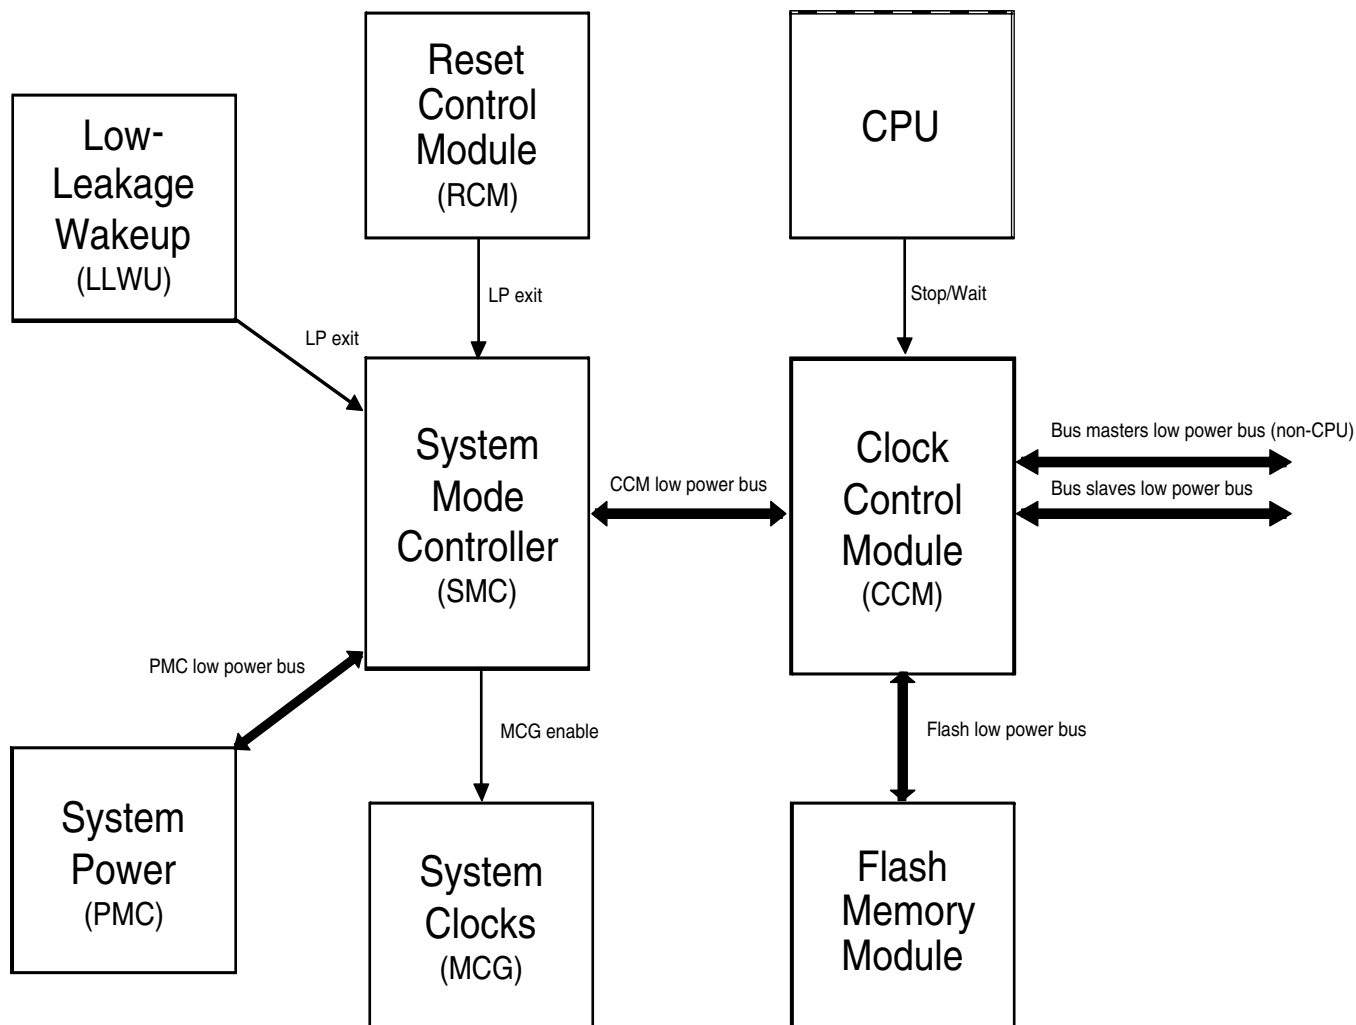 Reset
Control
Module
(RCM)
CPU
Low-
Leakage
Wakeup
(LLWU)
LP exit
LP exit
Stop/Wait
System
Mode
Controller
(SMC)
CCM low power bus
Clock
Control
Module
(CCM)
Bus masters low power bus (non-CPU)
Bus slaves low power bus
PMC low power bus
MCG enable
Flash low power bus
System
Power
(PMC)
System
Clocks
(MCG)
Flash
Memory
Module